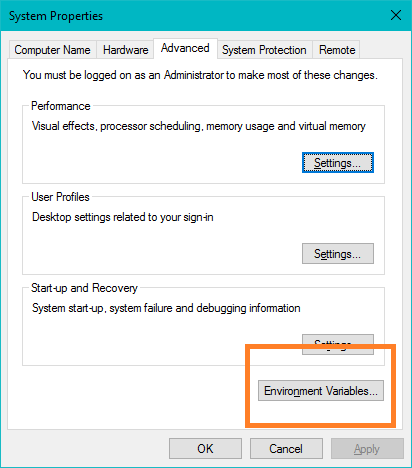 System Properties
Computer Name Hardware Advanced System Protection Remote
You must be logged on as an Administrator to make most of these changes.
Performance
Visual effects, processor scheduling, memory usage and virtual memory
Settings...
User Profiles
Desktop settings related to your sign-in
Settings...
Start-up and Recovery
System start-up, system failure and debugging information
Settings...
Environment Variables...
OK Cancel Apply